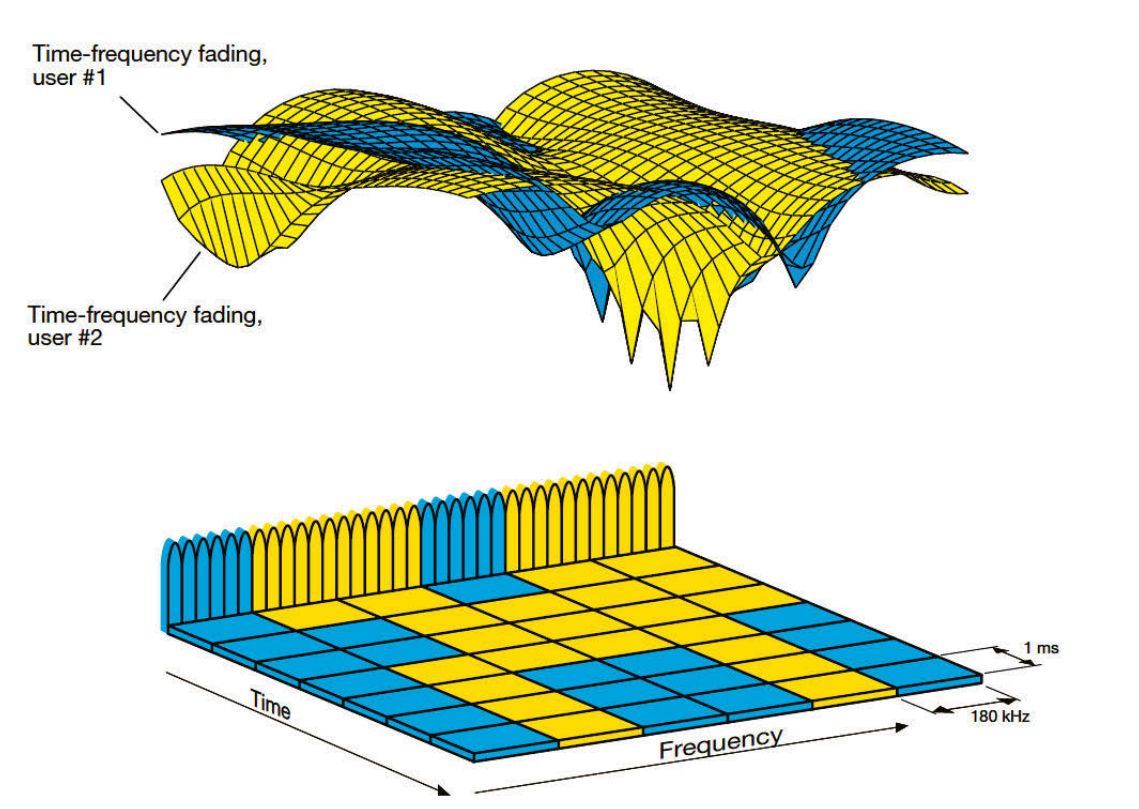 Time-frequency fading,
user #1
Time-frequency fading,
user #2
1 ms
180 kHz
Time
Frequency